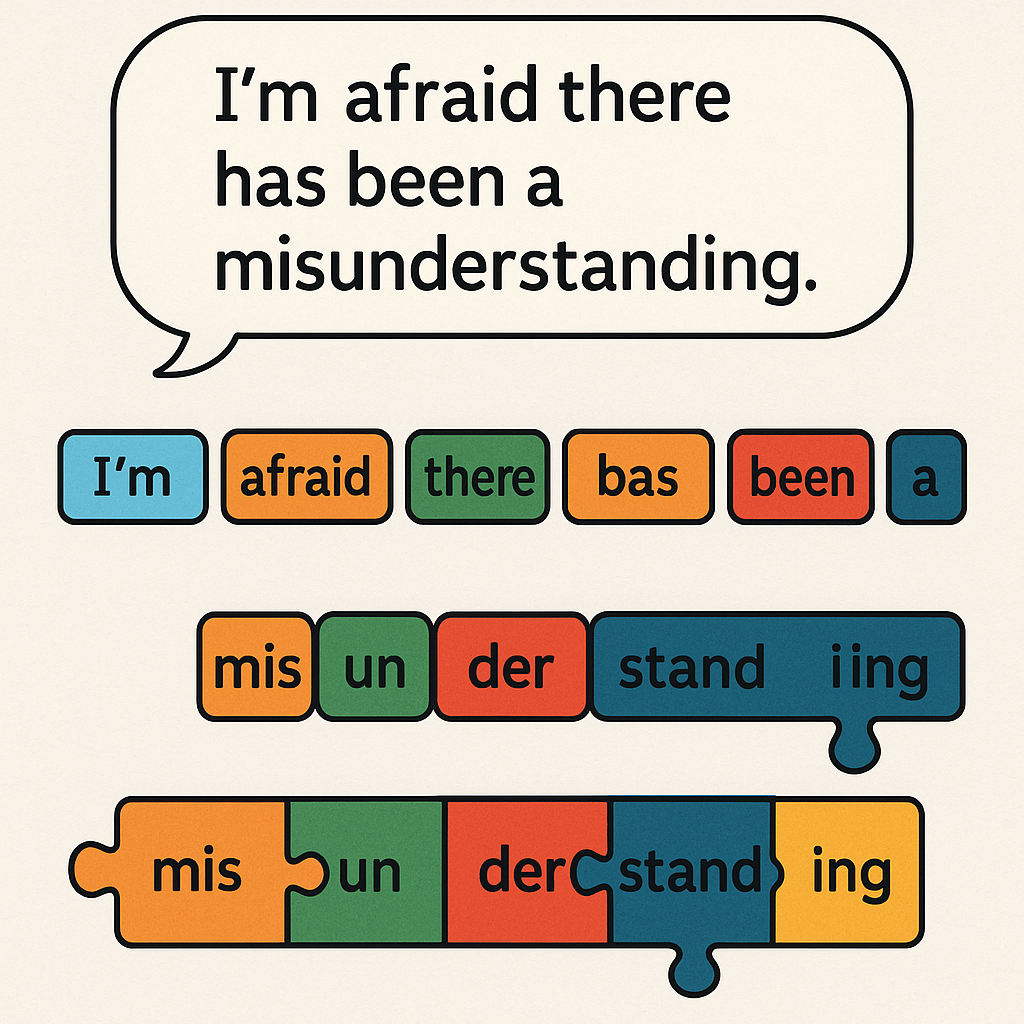 I'm afraid there
has been a
misunderstanding.
I'm afraid there bas been a
mis un der stand iing
mis un der stand ing